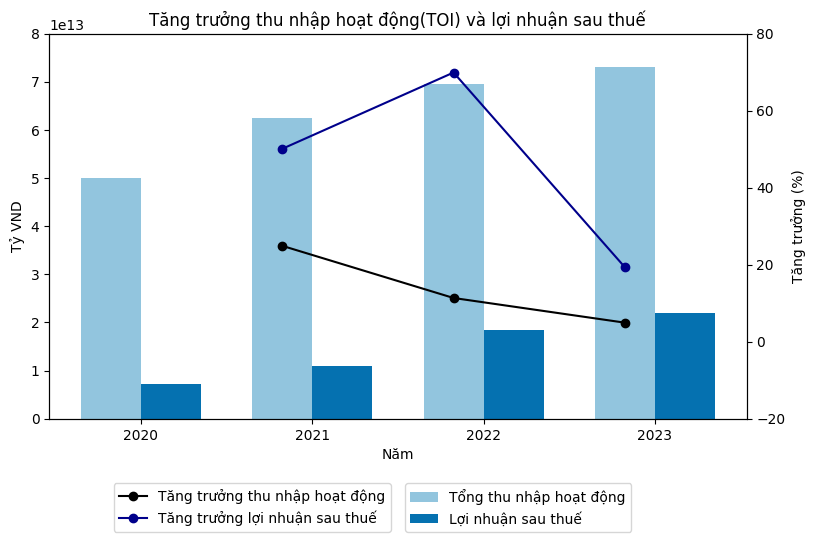 Tăng trưởng thu nhập hoạt động(TOI) và lợi nhuận sau thuế
1e13
8
7
6
5
4
3
2
1
0
Tỷ VND
80
60
40
20
0
−20
Tăng trưởng (%)
2020
2021
2022
2023
Năm
Tăng trưởng thu nhập hoạt động
Tăng trưởng lợi nhuận sau thuế
Tổng thu nhập hoạt động
Lợi nhuận sau thuế